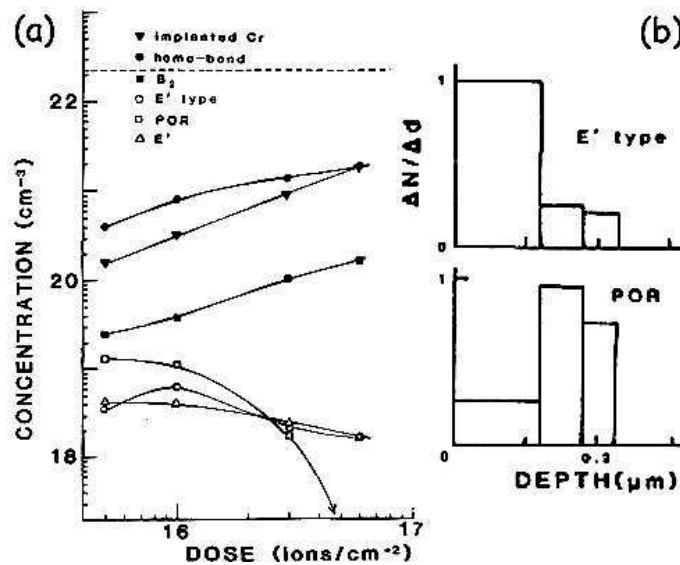 (a)
implanted Cr
homo-bond
B2
E' type
POR
E'
22
20
18
CONCENTRATION (cm-3)
16
17
DOSE (ions/cm-2)
(b)
1
E' type
ΔN/Δd
0
1
POR
0
0
0.3
DEPTH(μm)